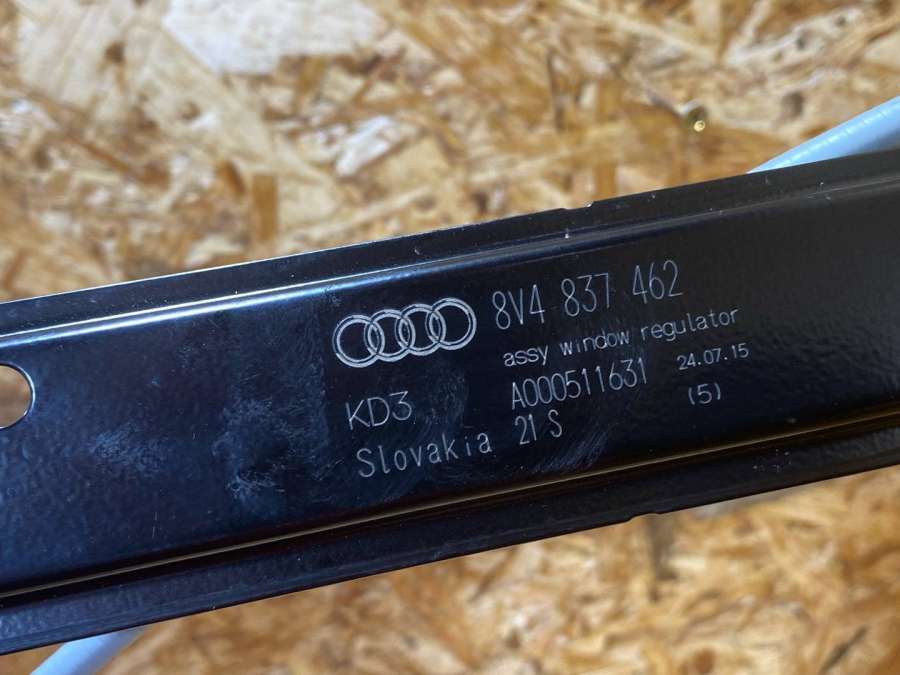 8V4 837 462
assy window regulator
KD3 A000511631 24.07.15
Slovakia 21 S (5)